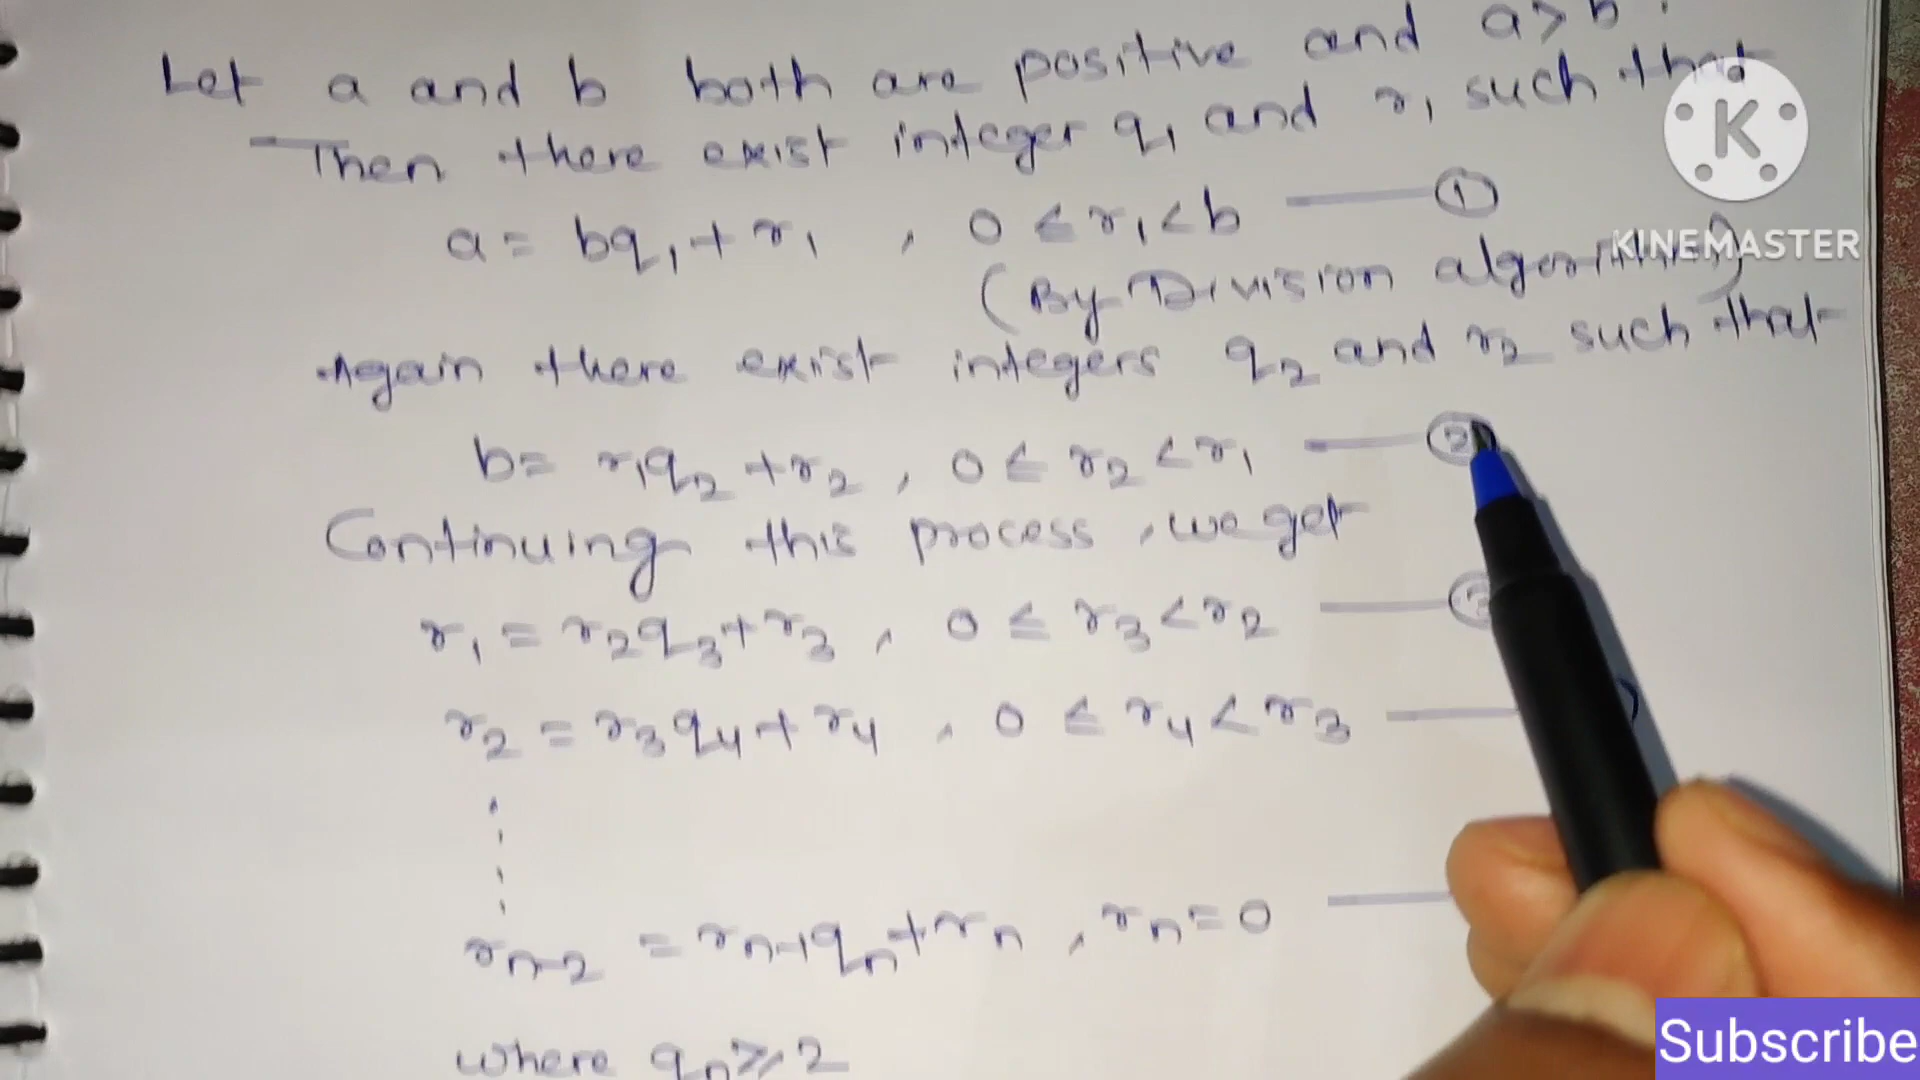 Let a and b both are positive and a > b.
Then there exist integer q₁ and r₁ such that
a = bq₁ + r₁ , 0 ≤ r₁ < b —— ①
(By Division algorithm)
Again there exist integers q₂ and r₂ such that
b = r₁q₂ + r₂ , 0 ≤ r₂ < r₁ —— ②
Continuing this process, we get
r₁ = r₂q₃ + r₃ , 0 ≤ r₃ < r₂ ——
r₂ = r₃q₄ + r₄ , 0 ≤ r₄ < r₃ ——
rₙ₋₂ = rₙ₋₁qₙ + rₙ , rₙ = 0 ——
where qₙ ≥ 2
K
KINEMASTER
Subscribe